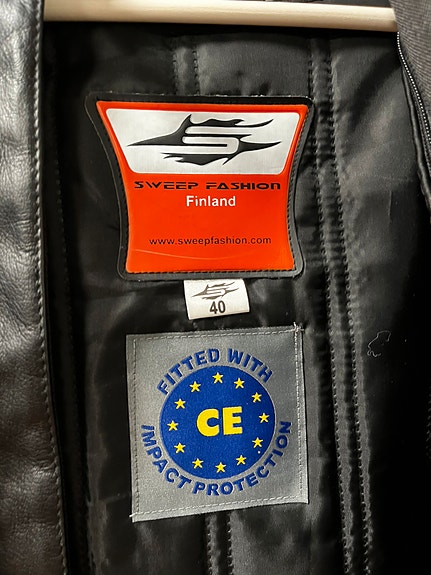 S
SWEEP FASHION
Finland
www.sweepfashion.com
40
FITTED WITH
CE
IMPACT PROTECTION